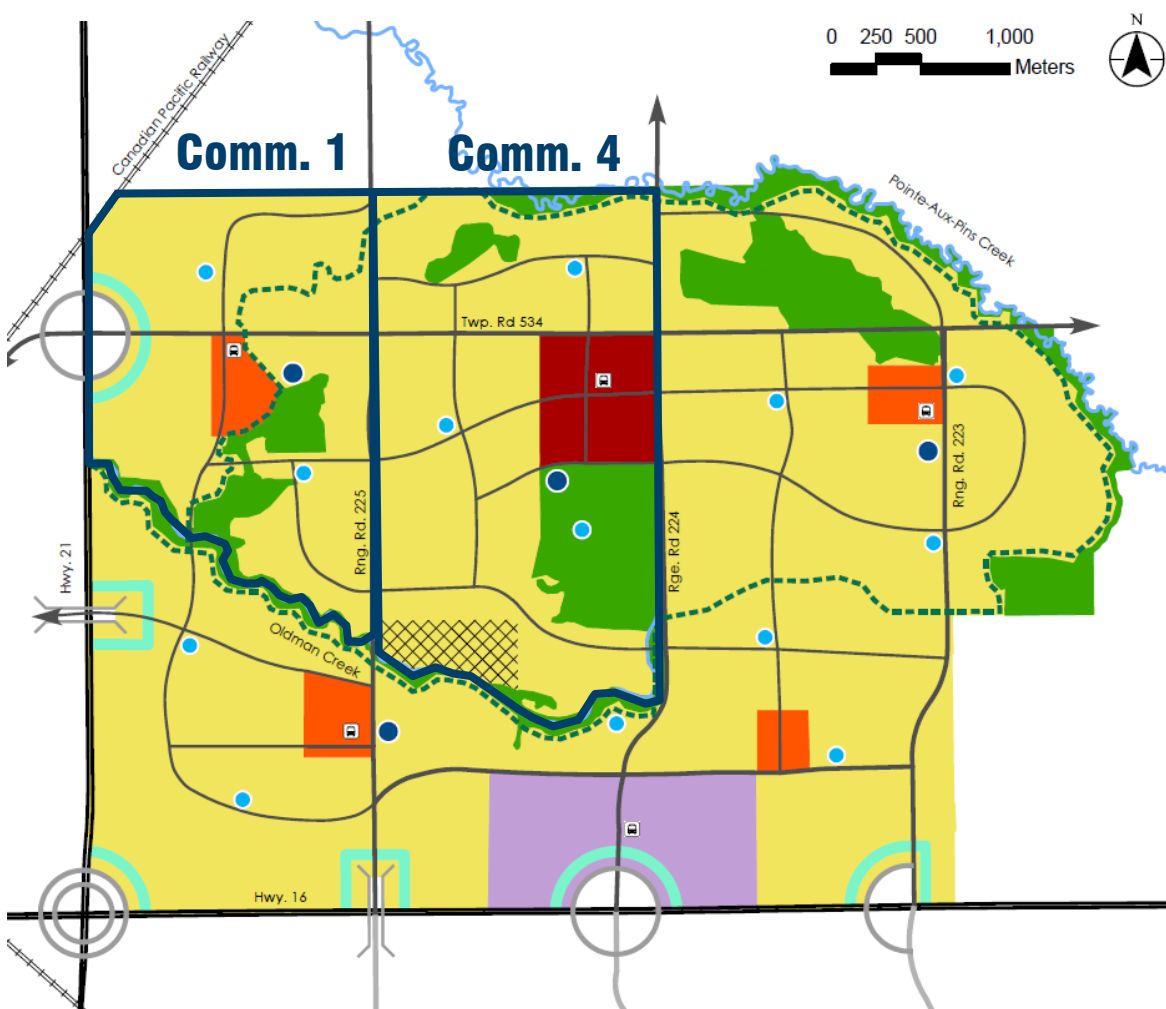 N
0 250 500 1,000
Meters
Canadian Pacific Railway
Comm. 1
Comm. 4
Pointe-Aux-Pins Creek
Twp. Rd 534
Rng. Rd. 225
Rge. Rd 224
Rng. Rd. 223
Hwy. 21
Oldman Creek
Hwy. 16